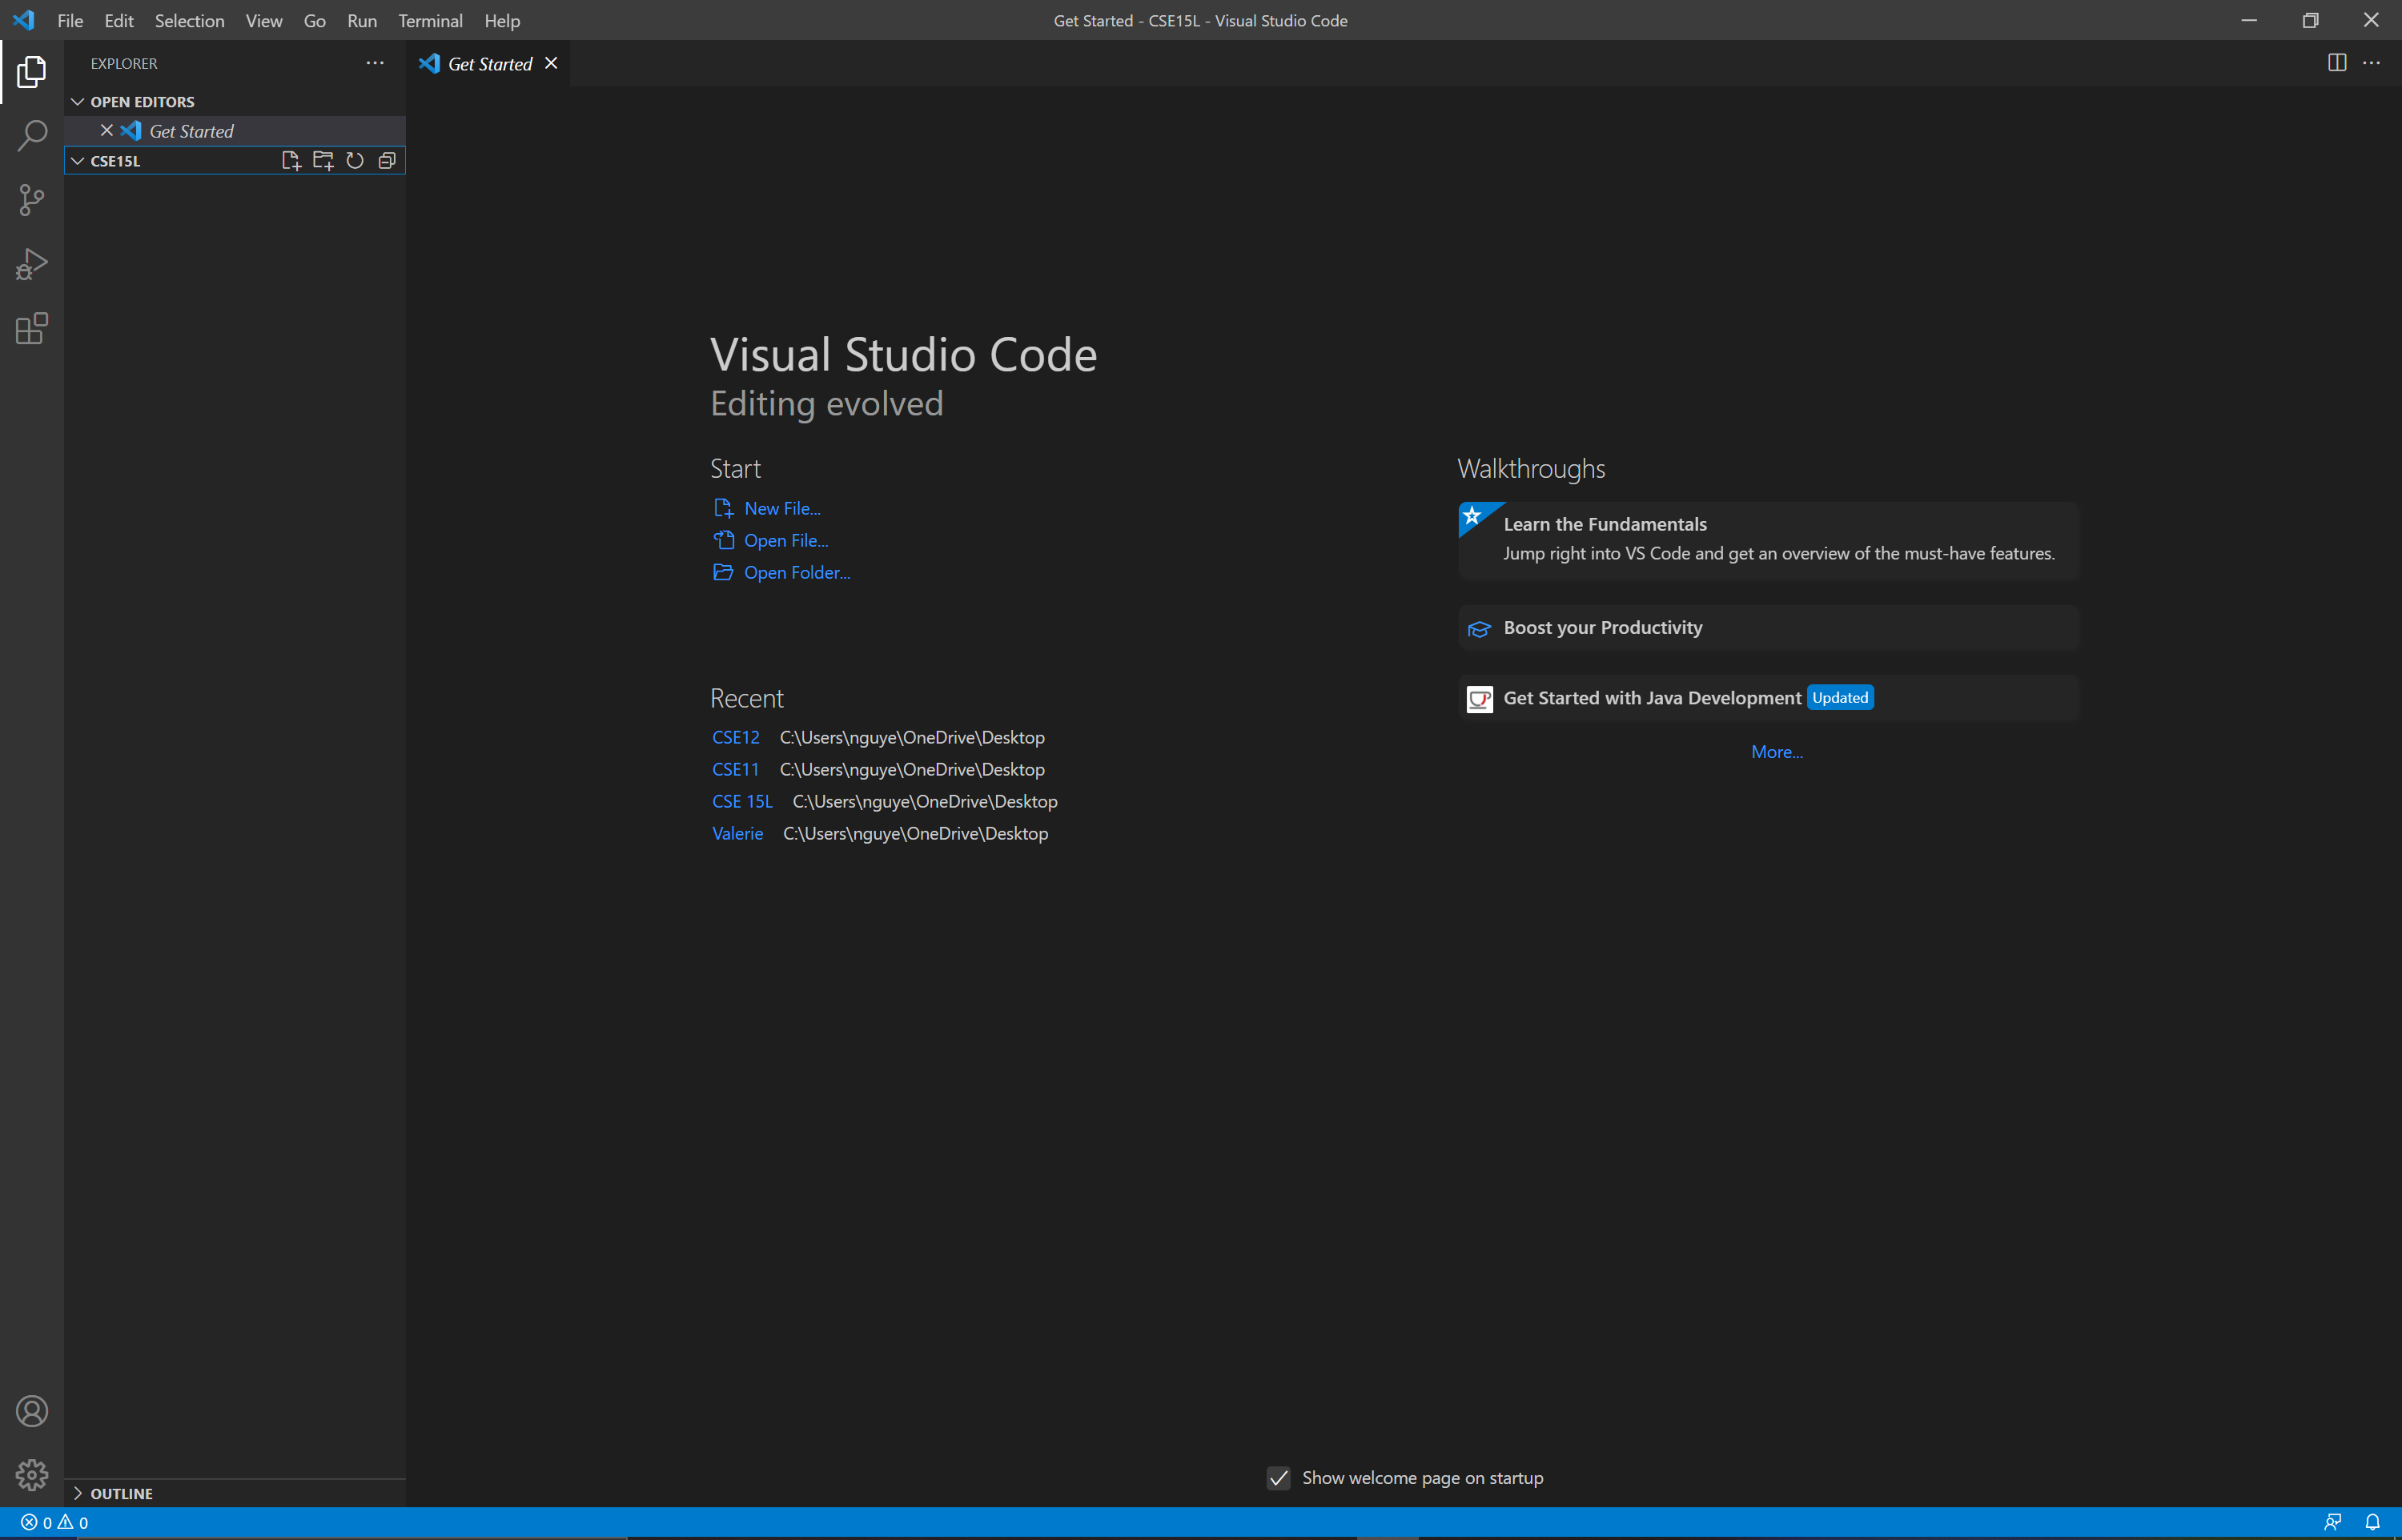 File Edit Selection View Go Run Terminal Help
Get Started - CSE15L - Visual Studio Code
EXPLORER
OPEN EDITORS
Get Started
CSE15L
OUTLINE
Get Started
Visual Studio Code
Editing evolved
Start
New File...
Open File...
Open Folder...
Recent
CSE12 C:\Users\nguye\OneDrive\Desktop
CSE11 C:\Users\nguye\OneDrive\Desktop
CSE 15L C:\Users\nguye\OneDrive\Desktop
Valerie C:\Users\nguye\OneDrive\Desktop
Walkthroughs
Learn the Fundamentals
Jump right into VS Code and get an overview of the must-have features.
Boost your Productivity
Get Started with Java Development Updated
More...
Show welcome page on startup
0 0